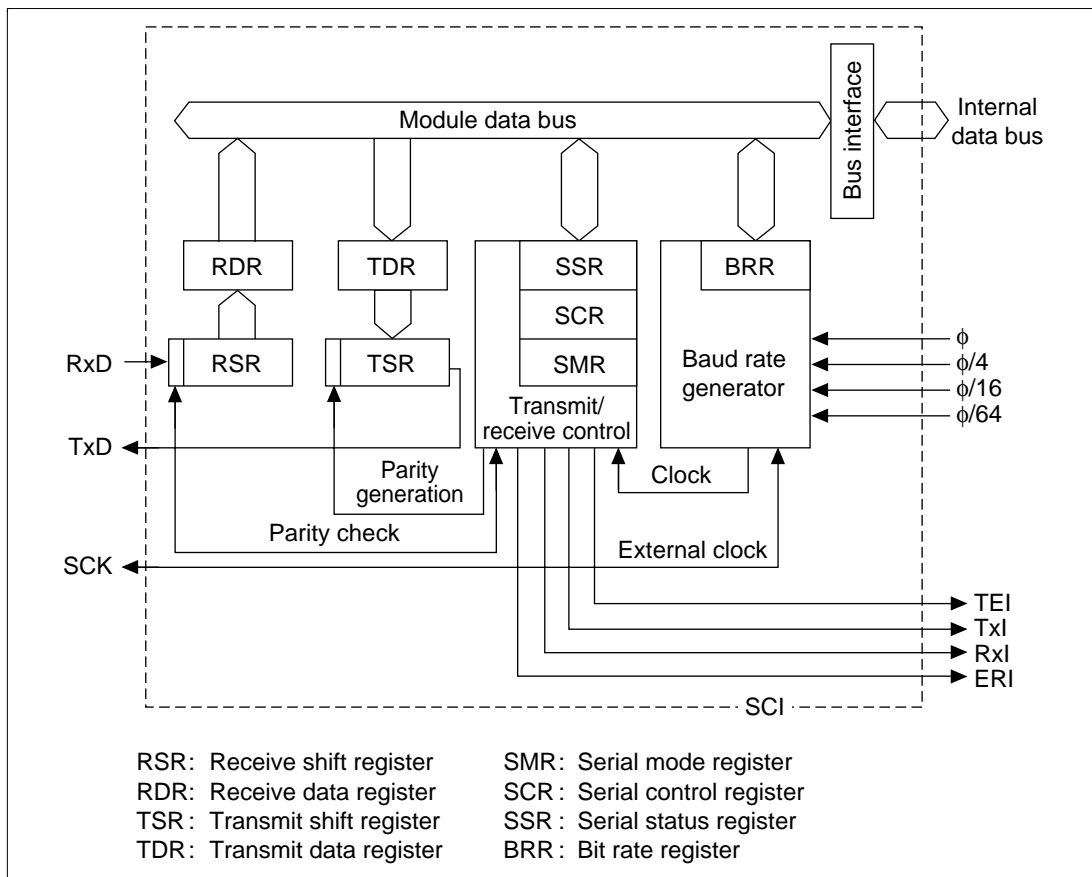 Module data bus
Bus interface
Internal
data bus
RDR
TDR
SSR
BRR
SCR
RxD
RSR
TSR
SMR
Baud rate
generator
ϕ
ϕ/4
ϕ/16
ϕ/64
Transmit/
receive control
TxD
Parity
generation
Clock
Parity check
SCK
External clock
TEI
TxI
RxI
ERI
SCI
RSR: Receive shift register
RDR: Receive data register
TSR: Transmit shift register
TDR: Transmit data register
SMR: Serial mode register
SCR: Serial control register
SSR: Serial status register
BRR: Bit rate register